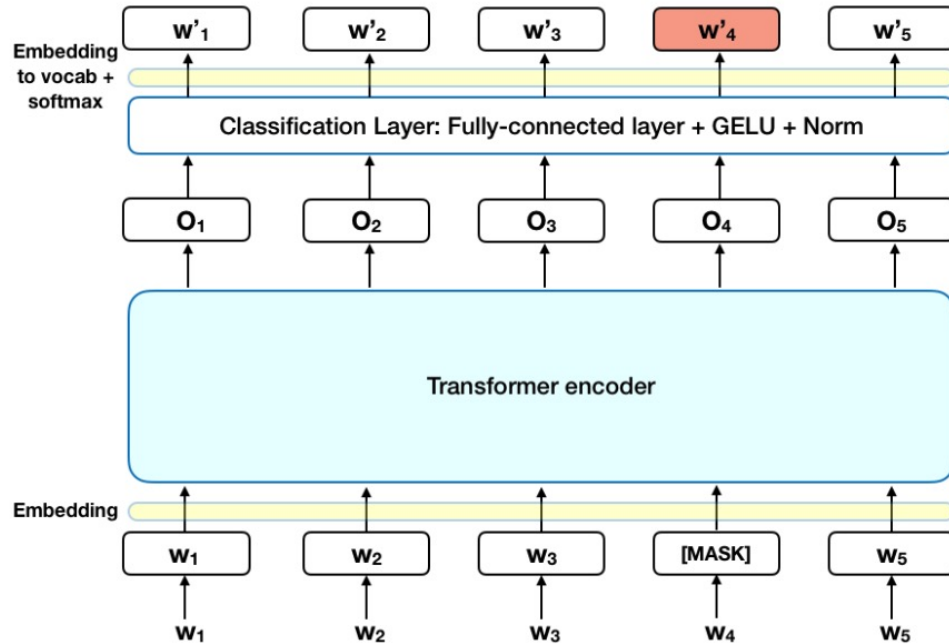 w'₁ w'₂ w'₃ w'₄ w'₅
Embedding
to vocab +
softmax
Classification Layer: Fully-connected layer + GELU + Norm
O₁ O₂ O₃ O₄ O₅
Transformer encoder
Embedding
W₁ W₂ W₃ [MASK] W₅
W₁ W₂ W₃ W₄ W₅